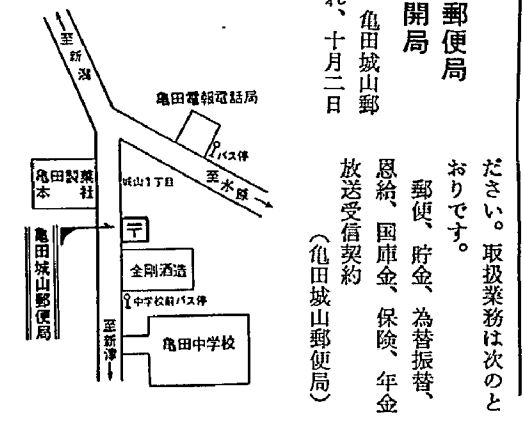 郵便局
開局
亀田城山郵
、十月二日
ださい。取扱業務は次のと
おりです。
郵便、貯金、為替振替、
恩給、国庫金、保険、年金
放送受信契約
（亀田城山郵便局）
至新潟
亀田電報電話局
バス停
至水原
亀田製菓
本社
城山1丁目
〒
亀田城山郵便局
金剛酒造
中学校前バス停
至新津
亀田中学校